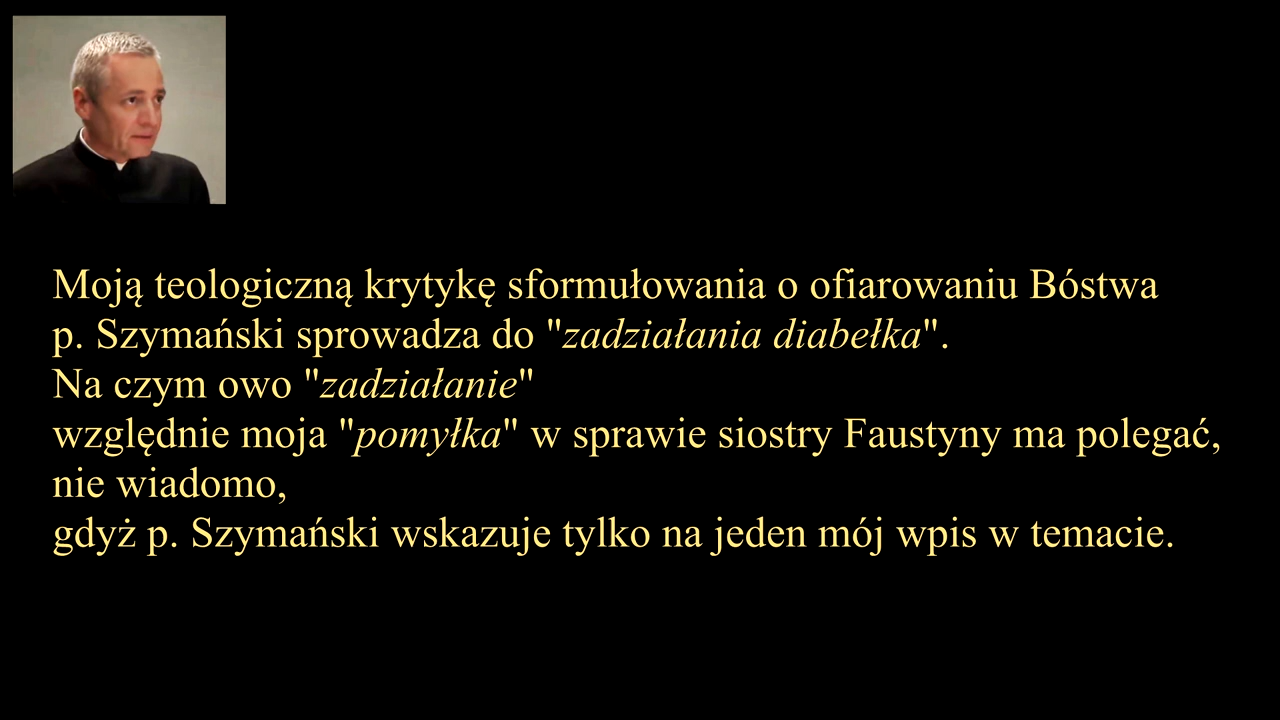 Moją teologiczną krytykę sformułowania o ofiarowaniu Bóstwa
p. Szymański sprowadza do "zadziałania diabełka".
Na czym owo "zadziałanie"
względnie moja "pomyłka" w sprawie siostry Faustyny ma polegać,
nie wiadomo,
gdyż p. Szymański wskazuje tylko na jeden mój wpis w temacie.